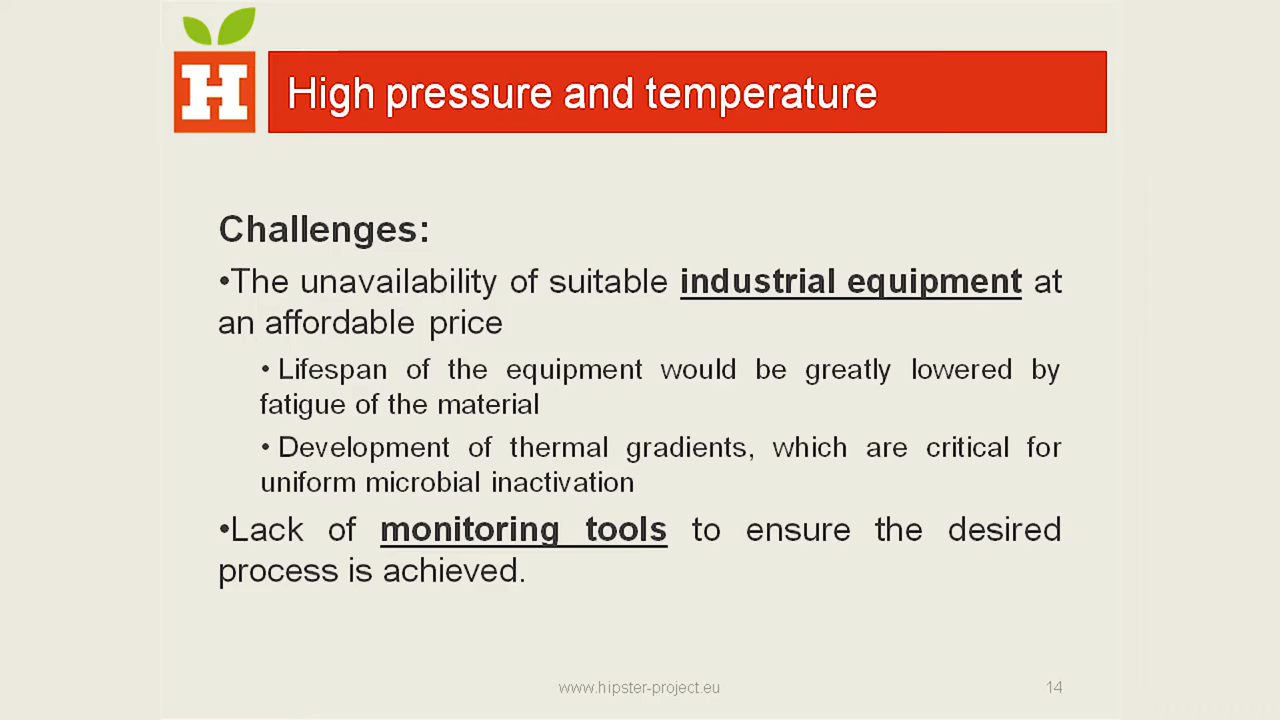 H
High pressure and temperature
Challenges:
•The unavailability of suitable industrial equipment at
an affordable price
• Lifespan of the equipment would be greatly lowered by
fatigue of the material
• Development of thermal gradients, which are critical for
uniform microbial inactivation
•Lack of monitoring tools to ensure the desired
process is achieved.
www.hipster-project.eu
14